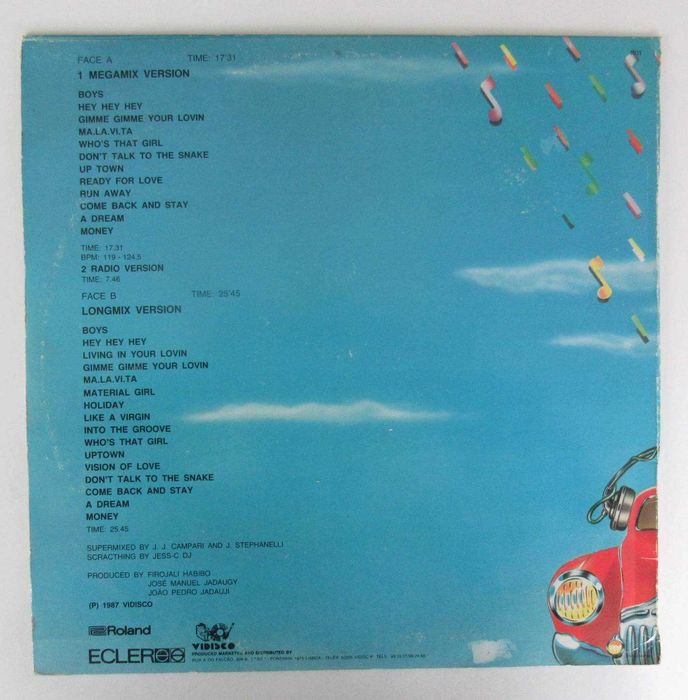 FACE A TIME: 17'31
1 MEGAMIX VERSION
BOYS
HEY HEY HEY
GIMME GIMME YOUR LOVIN
MA.LA.VI.TA
WHO'S THAT GIRL
DON'T TALK TO THE SNAKE
UP TOWN
READY FOR LOVE
RUN AWAY
COME BACK AND STAY
A DREAM
MONEY
TIME: 17.31
BPM: 119 - 124.5
2 RADIO VERSION
TIME: 7.46
FACE B TIME: 25'45
LONGMIX VERSION
BOYS
HEY HEY HEY
LIVING IN YOUR LOVIN
GIMME GIMME YOUR LOVIN
MA.LA.VI.TA
MATERIAL GIRL
HOLIDAY
LIKE A VIRGIN
INTO THE GROOVE
WHO'S THAT GIRL
UPTOWN
VISION OF LOVE
DON'T TALK TO THE SNAKE
COME BACK AND STAY
A DREAM
MONEY
TIME: 25.45
SUPERMIXED BY J. J. CAMPARI AND J. STEPHANELLI
SCRACTHING BY JESS-C DJ
PRODUCED BY FIROJALI HABIBO
JOSÉ MANUEL JADAUGY
JOÃO PEDRO JADAUJI
(P) 1987 VIDISCO
Roland
VIDISCO
ECLER
PRODUCED MARKETED AND DISTRIBUTED BY